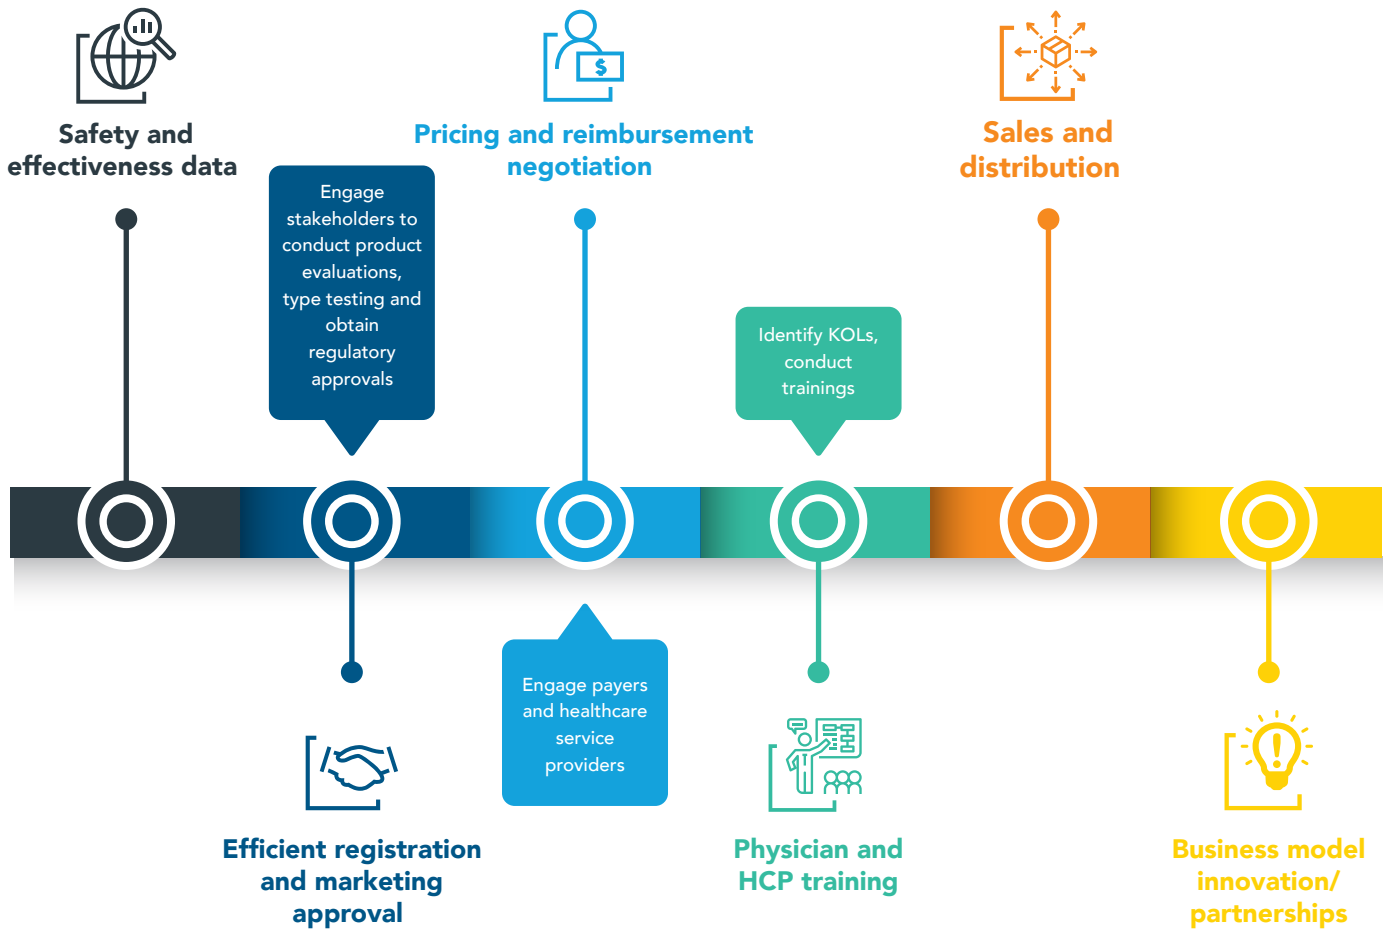 Safety and
effectiveness data
Engage
stakeholders to
conduct product
evaluations,
type testing and
obtain
regulatory
approvals
Efficient registration
and marketing
approval
Pricing and reimbursement
negotiation
$
Engage payers
and healthcare
service
providers
Identify KOLs,
conduct
trainings
Physician and
HCP training
Sales and
distribution
Business model
innovation/
partnerships